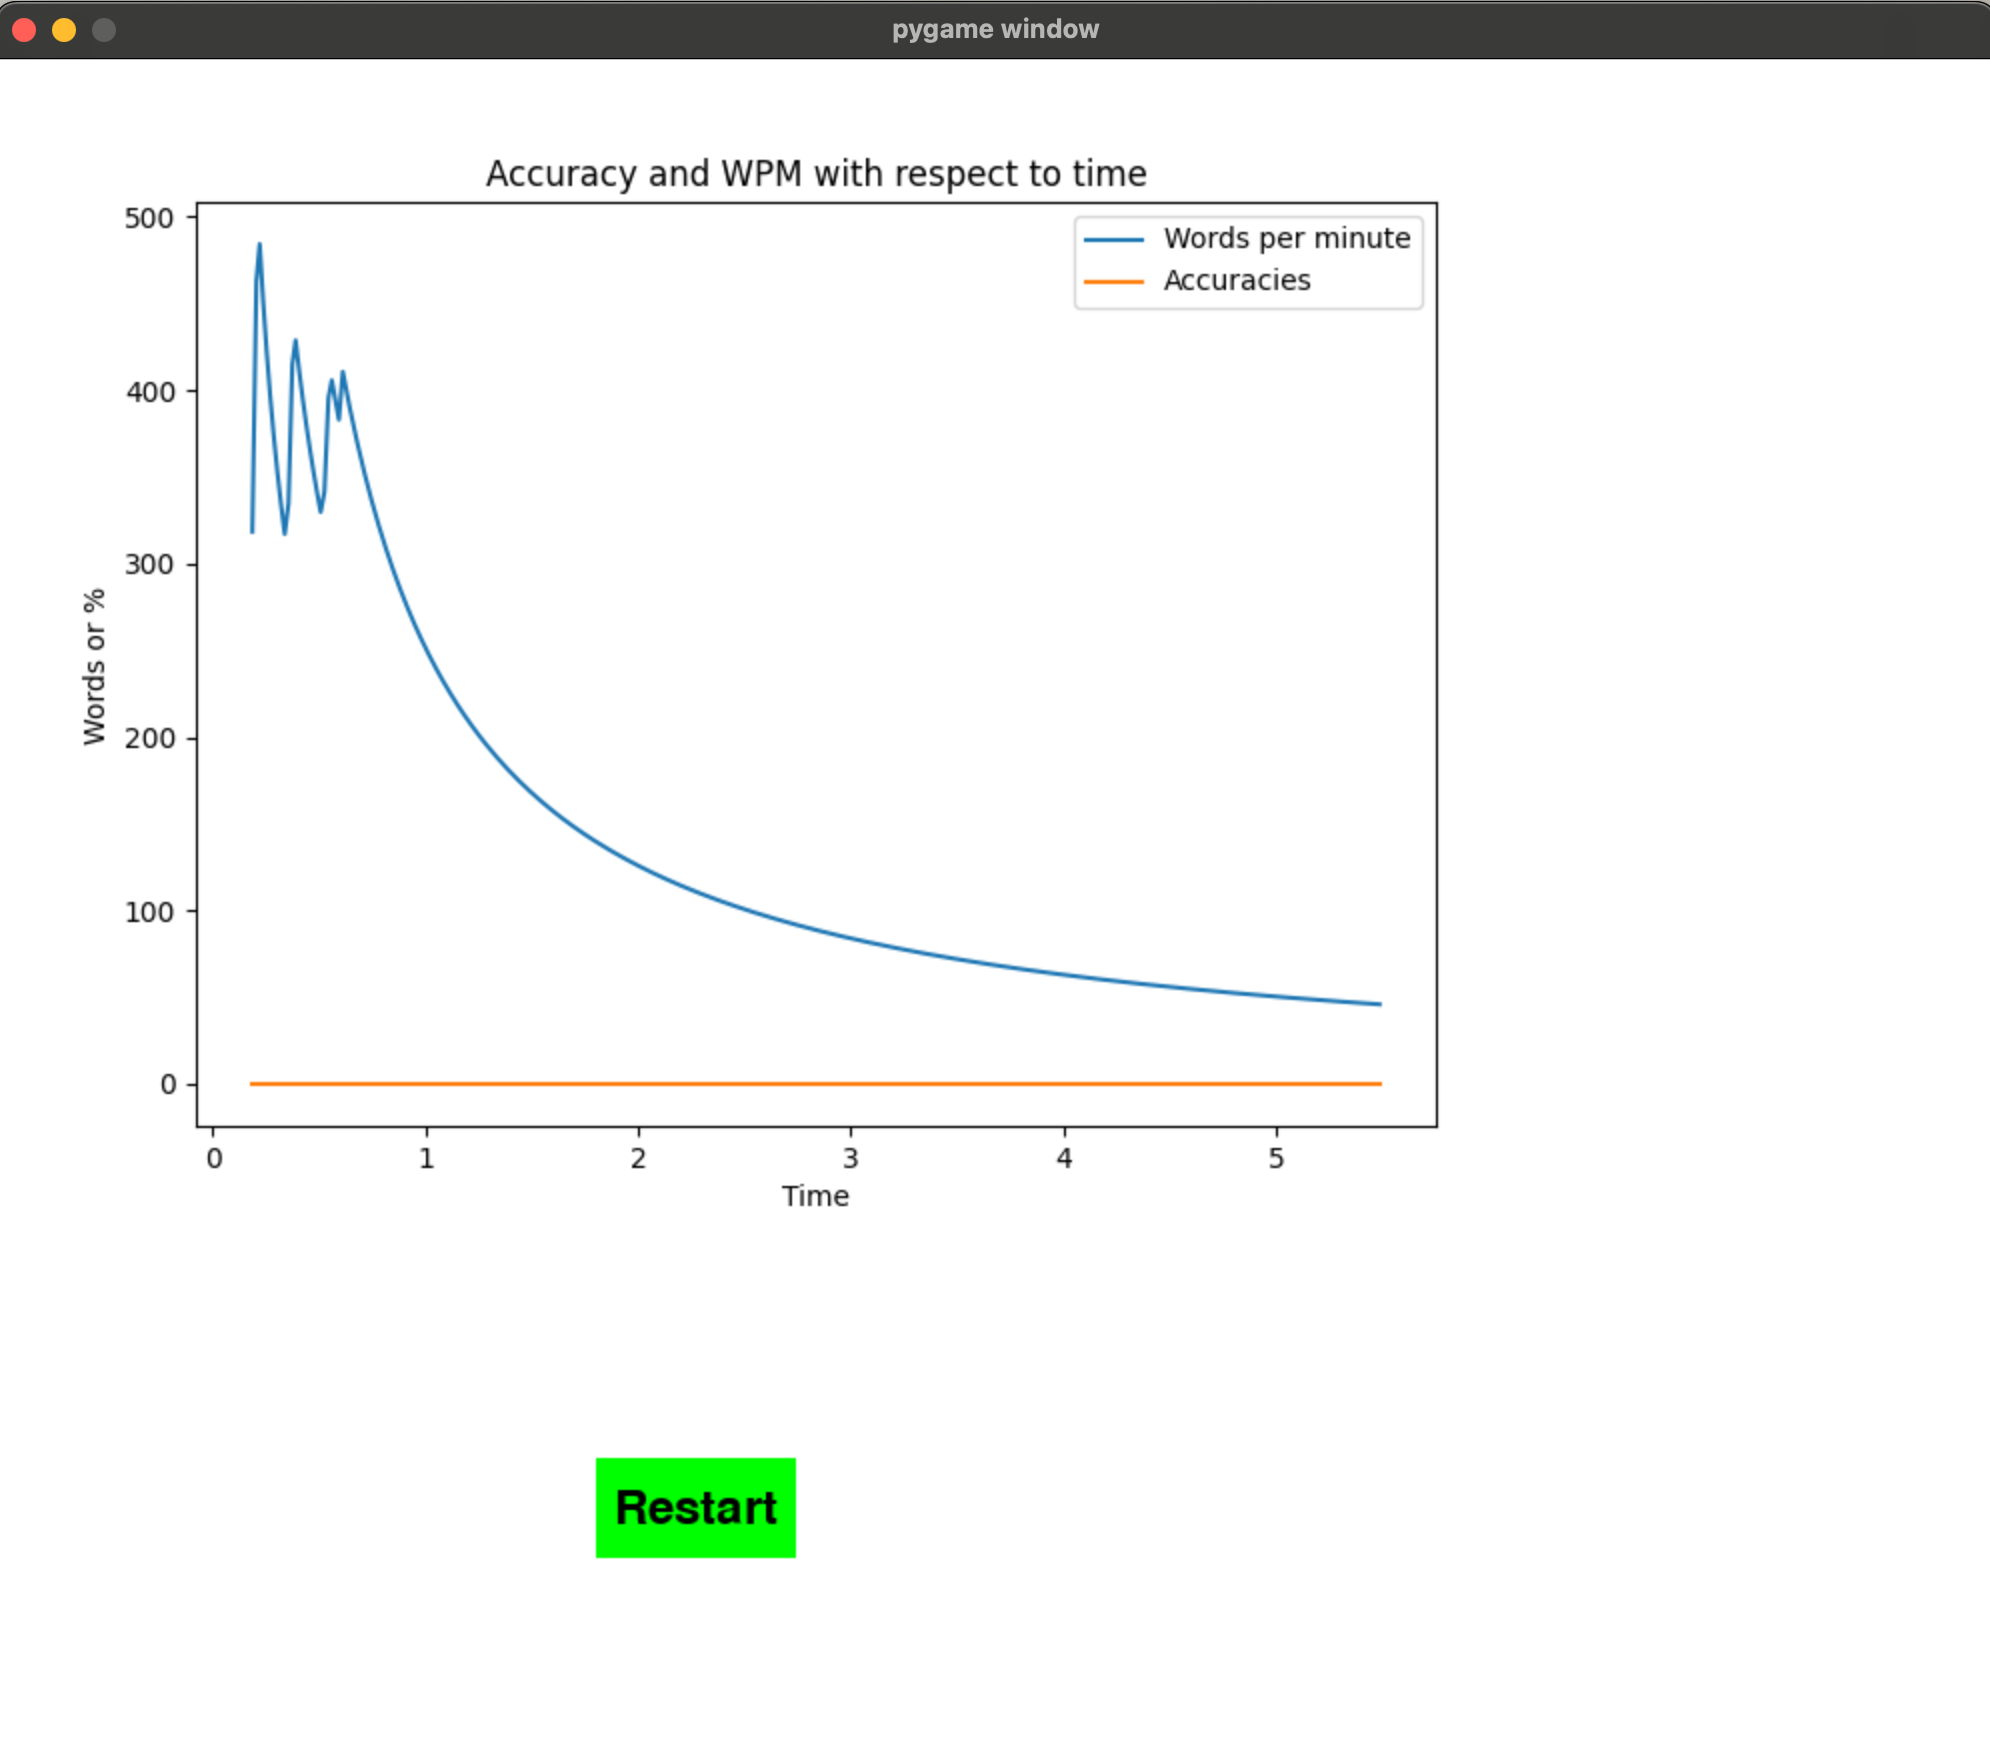 pygame window
Accuracy and WPM with respect to time
Words per minute
Accuracies
500
400
300
200
100
0
Words or %
0 1 2 3 4 5
Time
Restart